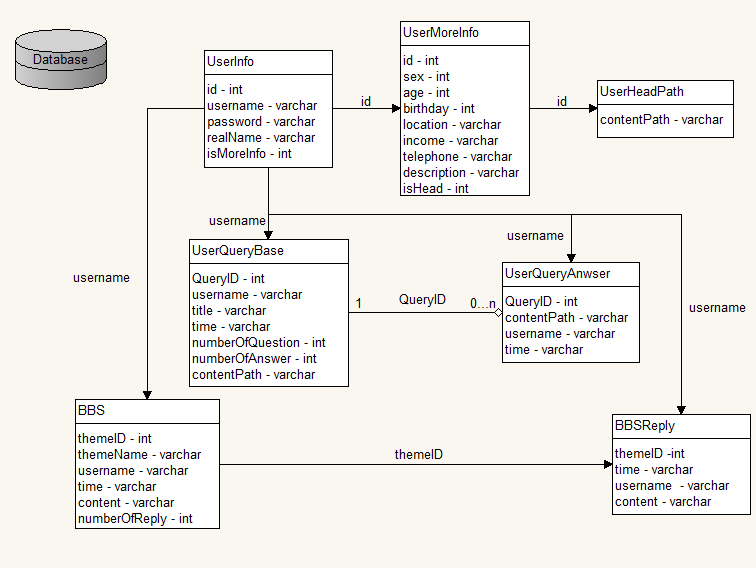 Database
UserInfo
id - int
username - varchar
password - varchar
realName - varchar
isMoreInfo - int
id
UserMoreInfo
id - int
sex - int
age - int
birthday - int
location - varchar
income - varchar
telephone - varchar
description - varchar
isHead - int
id
UserHeadPath
contentPath - varchar
username
username
username
username
UserQueryBase
QueryID - int
username - varchar
title - varchar
time - varchar
numberOfQuestion - int
numberOfAnswer - int
contentPath - varchar
1
QueryID
0...n
UserQueryAnwser
QueryID - int
contentPath - varchar
username - varchar
time - varchar
BBS
themeID - int
themeName - varchar
username - varchar
time - varchar
content - varchar
numberOfReply - int
themeID
BBSReply
themeID -int
time - varchar
username - varchar
content - varchar